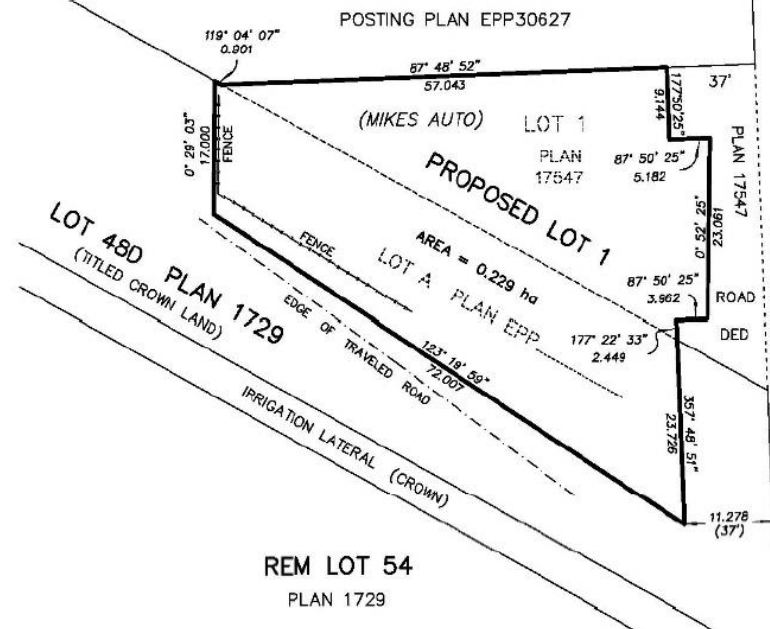 POSTING PLAN EPP30627
119° 04' 07"
0.901
87° 48' 52"
57.043
177°50'25"
9.144
37'
(MIKES AUTO)
LOT 1
PLAN
17547
87° 50' 25"
5.182
PLAN 17547
0° 29' 03"
17.000
FENCE
PROPOSED LOT 1
AREA = 0.229 ha
0° 52' 25"
23.061
LOT 48D PLAN 1729
(TITLED CROWN LAND)
FENCE
LOT A PLAN EPP
87° 50' 25"
3.962
ROAD
DED
EDGE OF TRAVELED ROAD
123° 19' 59"
72.007
177° 22' 33"
2.449
IRRIGATION LATERAL (CROWN)
357° 48' 51"
23.726
11.278
(37')
REM LOT 54
PLAN 1729